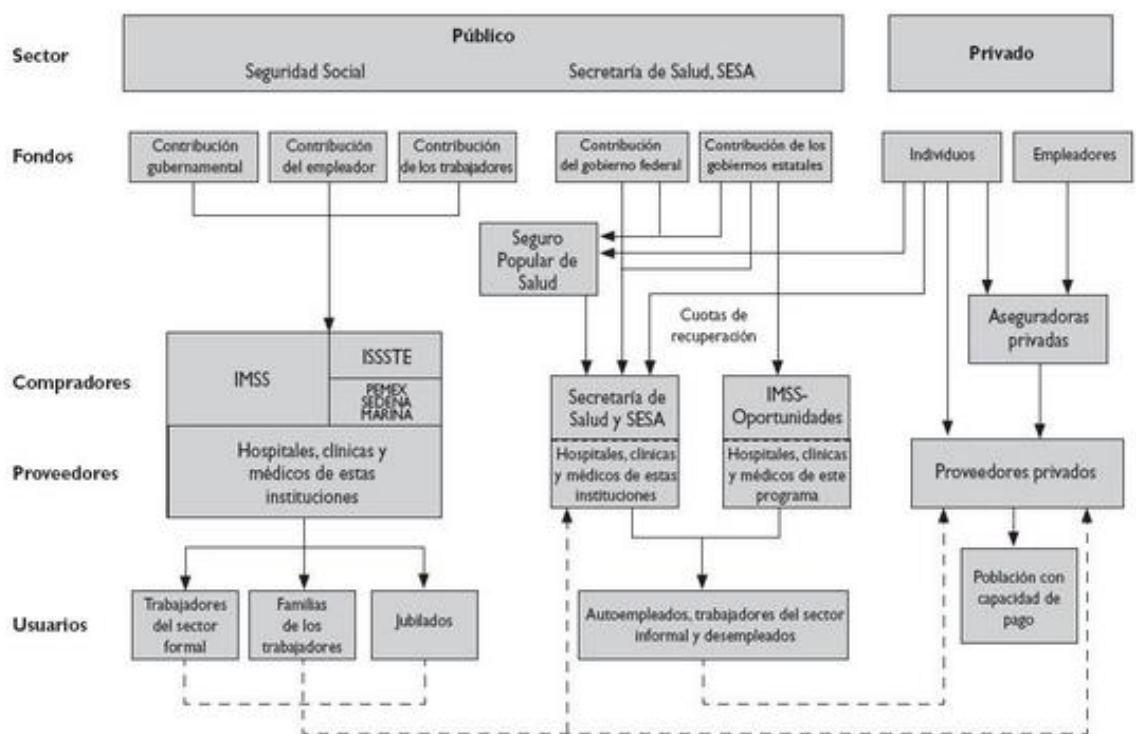 Sector
Público
Seguridad Social
Secretaría de Salud, SESA
Privado
Fondos
Contribución
gubernamental
Contribución
del empleador
Contribución
de los trabajadores
Contribución
del gobierno federal
Contribución de los
gobiernos estatales
Individuos
Empleadores
Seguro
Popular de
Salud
Cuotas de
recuperación
Aseguradoras
privadas
Compradores
IMSS
ISSSTE
PEMEX
SEDENA
MARINA
Secretaría de
Salud y SESA
IMSS-
Oportunidades
Proveedores
Hospitales, clínicas y
médicos de estas
instituciones
Hospitales, clínicas
y médicos de estas
instituciones
Hospitales, clínicas
y médicos de este
programa
Proveedores privados
Usuarios
Trabajadores
del sector
formal
Familias
de los
trabajadores
Jubilados
Autoempleados, trabajadores del sector
informal y desempleados
Población con
capacidad de
pago